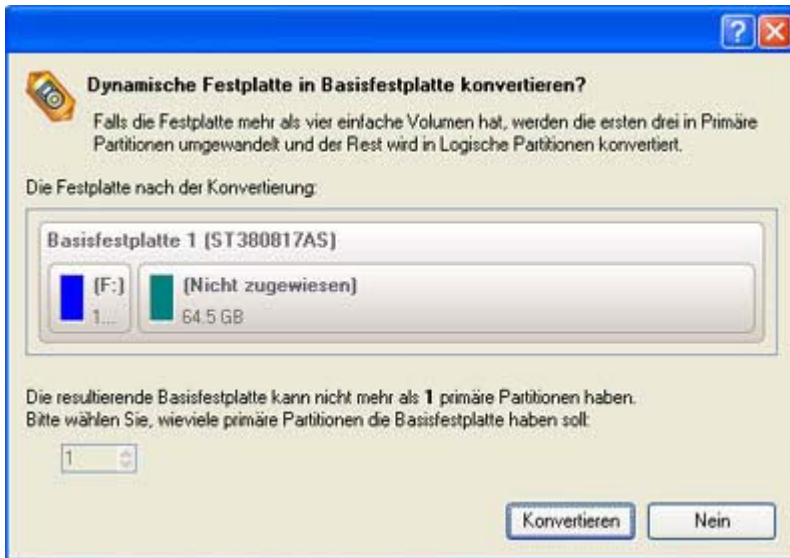 Dynamische Festplatte in Basisfestplatte konvertieren?
Falls die Festplatte mehr als vier einfache Volumen hat, werden die ersten drei in Primäre
Partitionen umgewandelt und der Rest wird in Logische Partitionen konvertiert.
Die Festplatte nach der Konvertierung:
Basisfestplatte 1 (ST380817AS)
(F:)
1...
(Nicht zugewiesen)
64.5 GB
Die resultierende Basisfestplatte kann nicht mehr als 1 primäre Partitionen haben.
Bitte wählen Sie, wieviele primäre Partitionen die Basisfestplatte haben soll:
1
Konvertieren
Nein